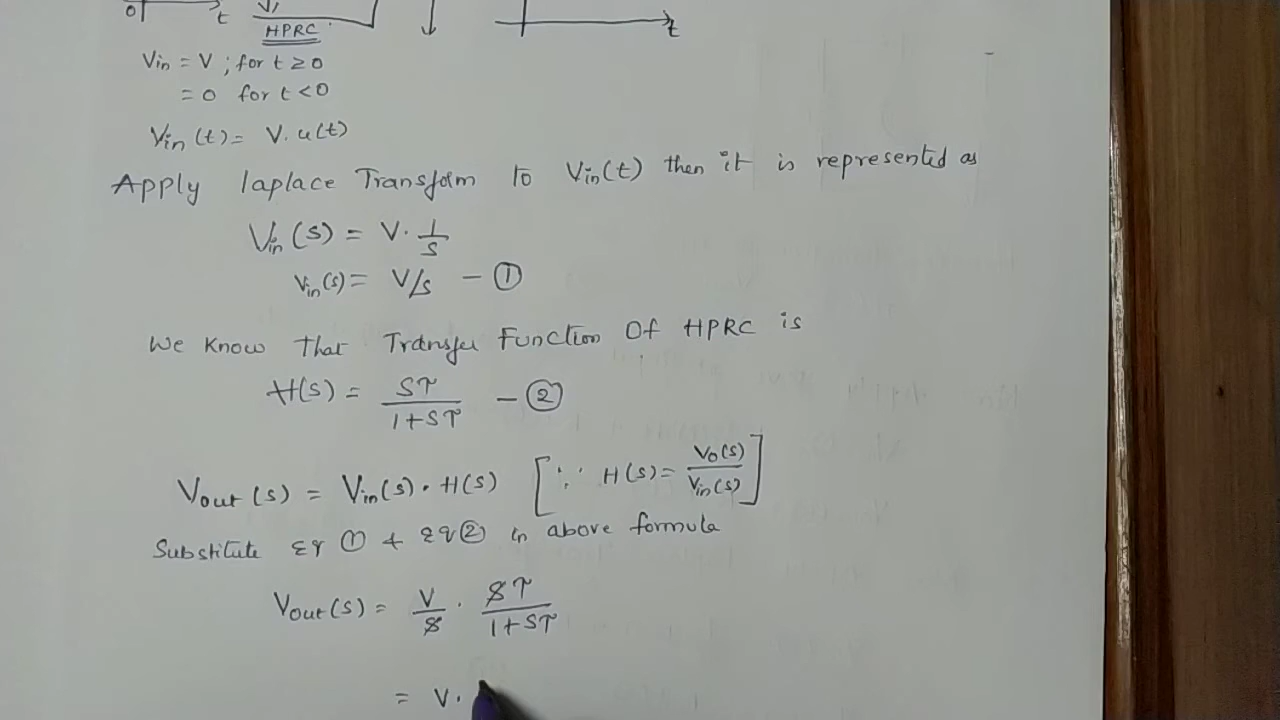 0 t
HPRC t
Vin = V ; for t ≥ 0
= 0 for t < 0
Vin (t) = V. u(t)
Apply laplace Transform to Vin(t) then it is represented as
Vin (s) = V. 1/s
Vin (s) = V/s - ①
We know that Transfer Function Of HPRC is
H(s) = Sτ/(1+Sτ) - ②
Vout (s) = Vin(s) . H(s) [∵ H(s) = Vo(s)/Vin(s)]
Substitute Eq ① & Eq ② in above formula
Vout (s) = V/s . sτ/(1+sτ)
= V.